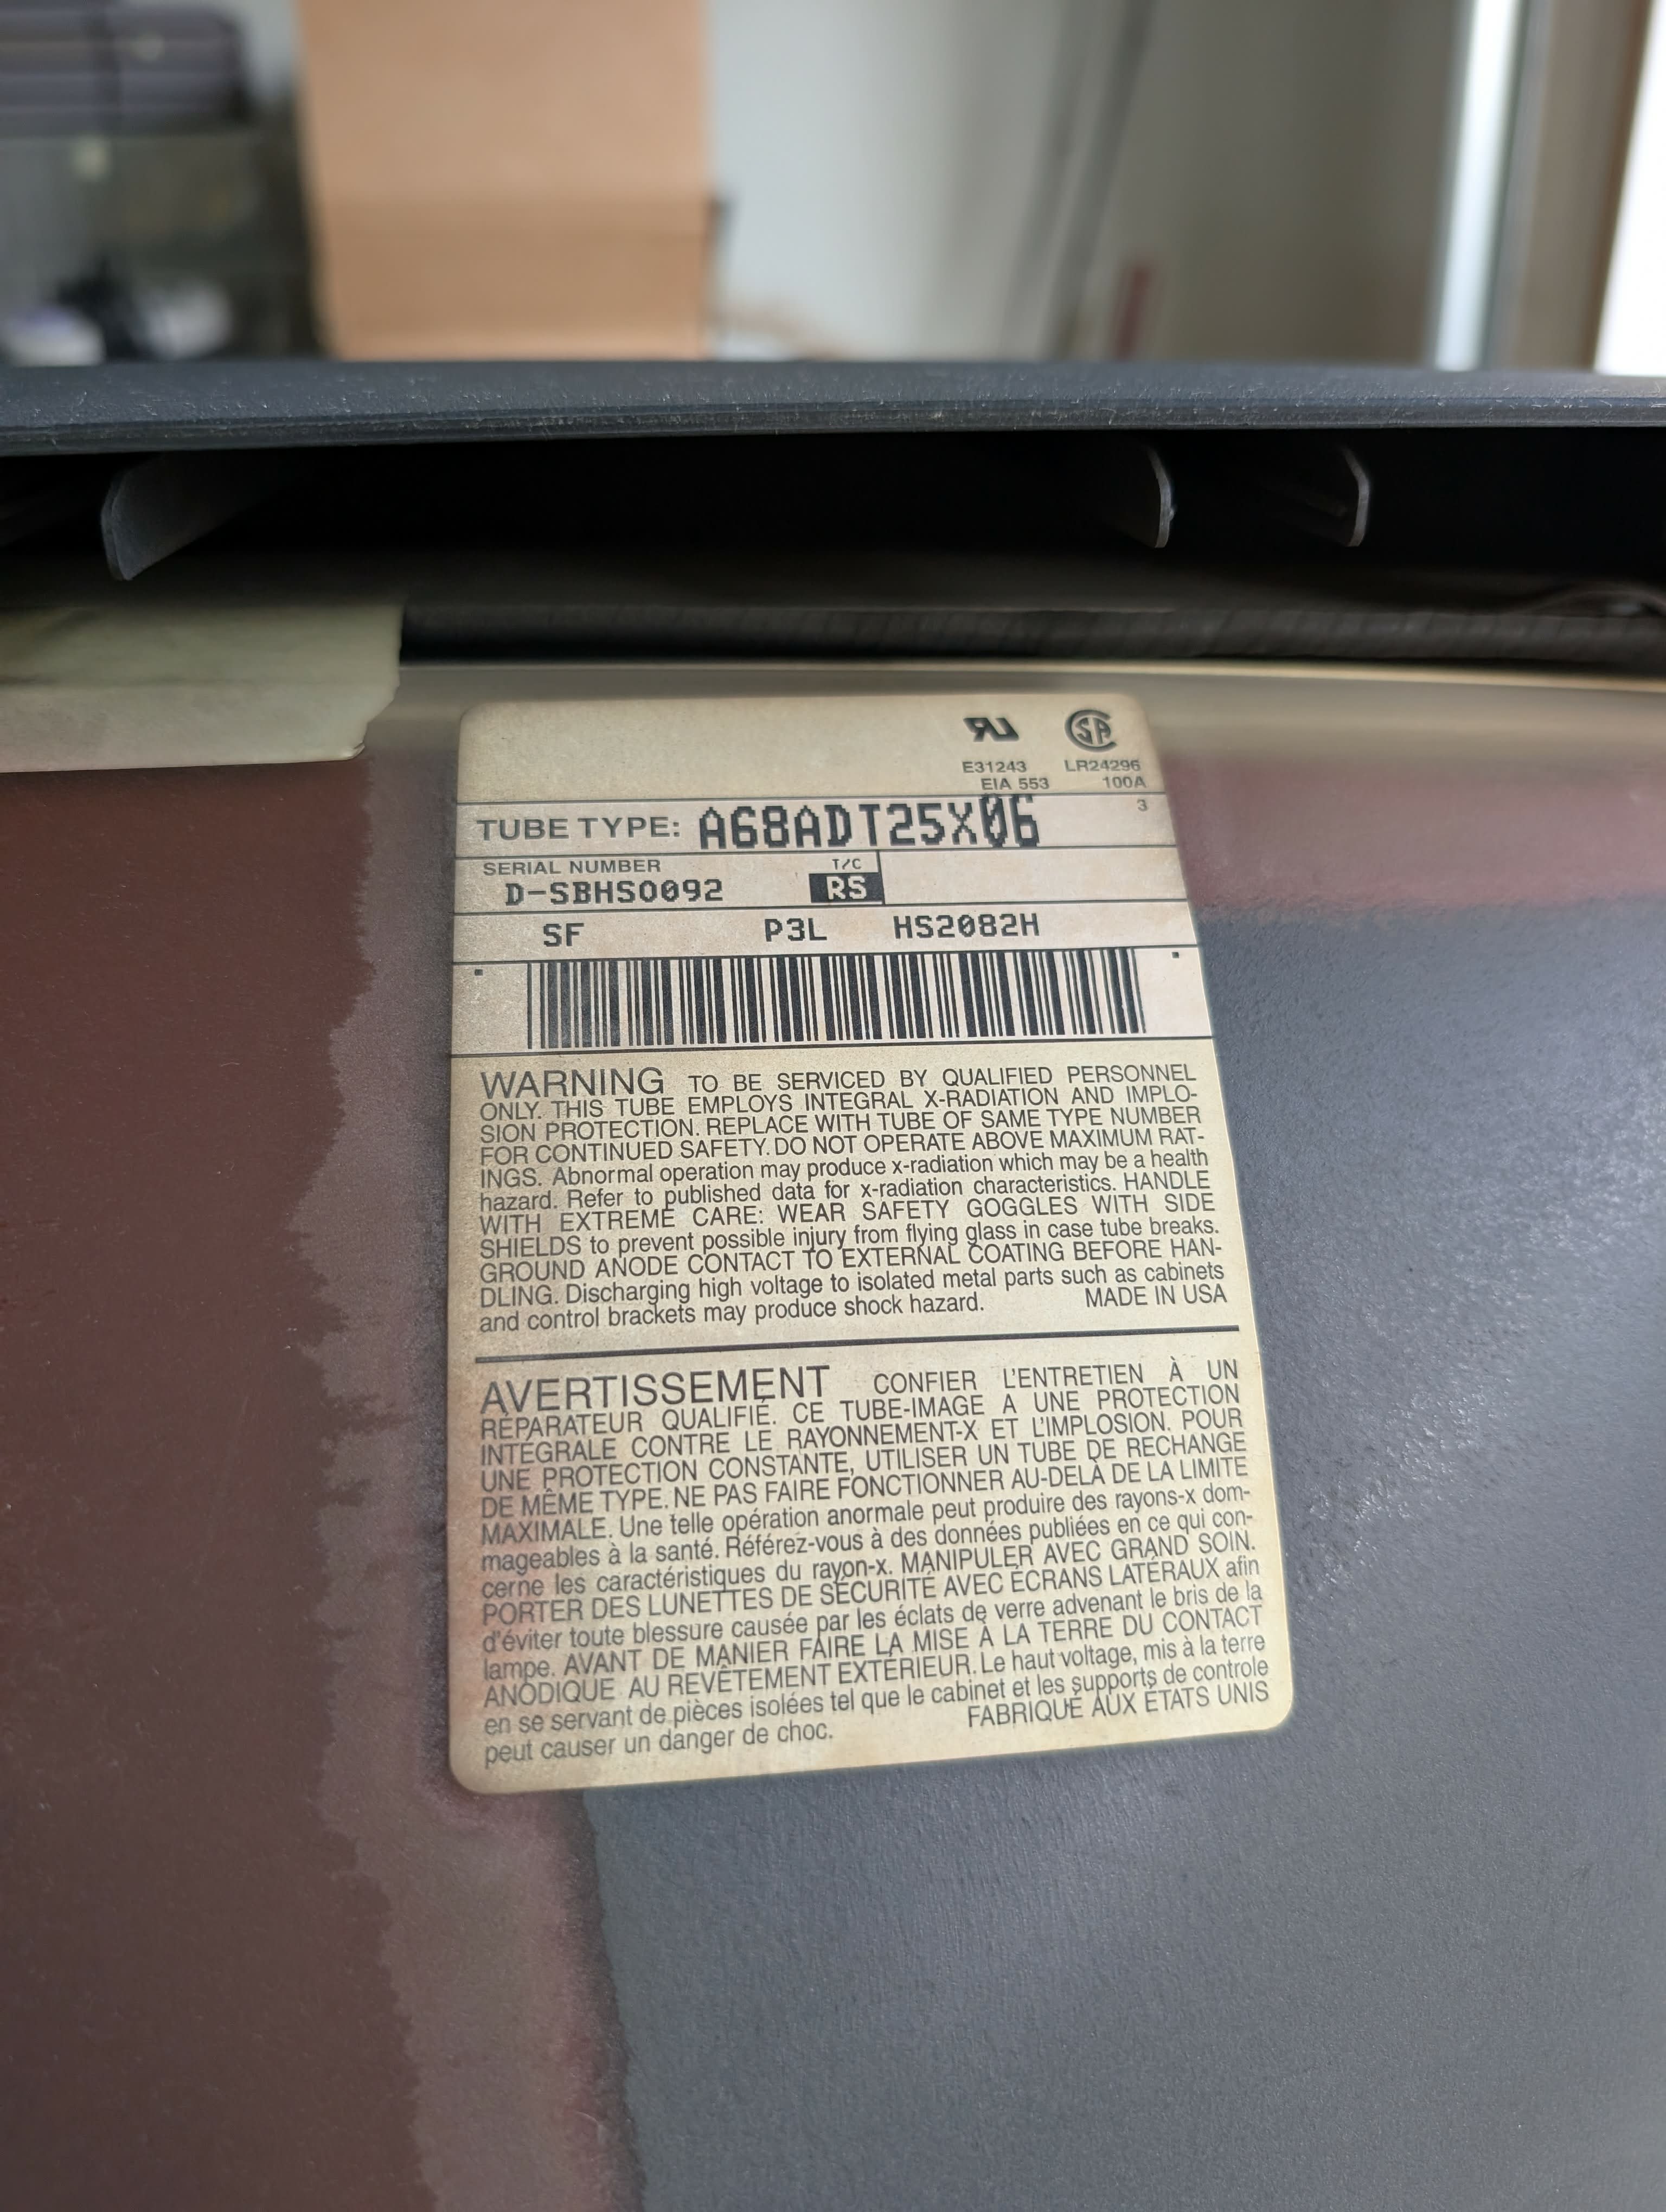 RU SA
E31243 LR24296
EIA 553 100A
3
TUBE TYPE: A68ADT25X06
SERIAL NUMBER T/C
D-SBHS0092 RS
SF P3L HS2082H
WARNING TO BE SERVICED BY QUALIFIED PERSONNEL
ONLY. THIS TUBE EMPLOYS INTEGRAL X-RADIATION AND IMPLO-
SION PROTECTION. REPLACE WITH TUBE OF SAME TYPE NUMBER
FOR CONTINUED SAFETY. DO NOT OPERATE ABOVE MAXIMUM RAT-
INGS. Abnormal operation may produce x-radiation which may be a health
hazard. Refer to published data for x-radiation characteristics. HANDLE
WITH EXTREME CARE: WEAR SAFETY GOGGLES WITH SIDE
SHIELDS to prevent possible injury from flying glass in case tube breaks.
GROUND ANODE CONTACT TO EXTERNAL COATING BEFORE HAN-
DLING. Discharging high voltage to isolated metal parts such as cabinets
and control brackets may produce shock hazard. MADE IN USA
AVERTISSEMENT CONFIER L'ENTRETIEN À UN
RÉPARATEUR QUALIFIÉ. CE TUBE-IMAGE A UNE PROTECTION
INTÉGRALE CONTRE LE RAYONNEMENT-X ET L'IMPLOSION. POUR
UNE PROTECTION CONSTANTE, UTILISER UN TUBE DE RECHANGE
DE MÊME TYPE. NE PAS FAIRE FONCTIONNER AU-DELÀ DE LA LIMITE
MAXIMALE. Une telle opération anormale peut produire des rayons-x dom-
mageables à la santé. Référez-vous à des données publiées en ce qui con-
cerne les caractéristiques du rayon-x. MANIPULER AVEC GRAND SOIN.
PORTER DES LUNETTES DE SÉCURITÉ AVEC ÉCRANS LATÉRAUX afin
d'éviter toute blessure causée par les éclats de verre advenant le bris de la
lampe. AVANT DE MANIER FAIRE LA MISE À LA TERRE DU CONTACT
ANODIQUE AU REVÊTEMENT EXTÉRIEUR. Le haut voltage, mis à la terre
en se servant de pièces isolées tel que le cabinet et les supports de controle
peut causer un danger de choc. FABRIQUÉ AUX ÉTATS UNIS